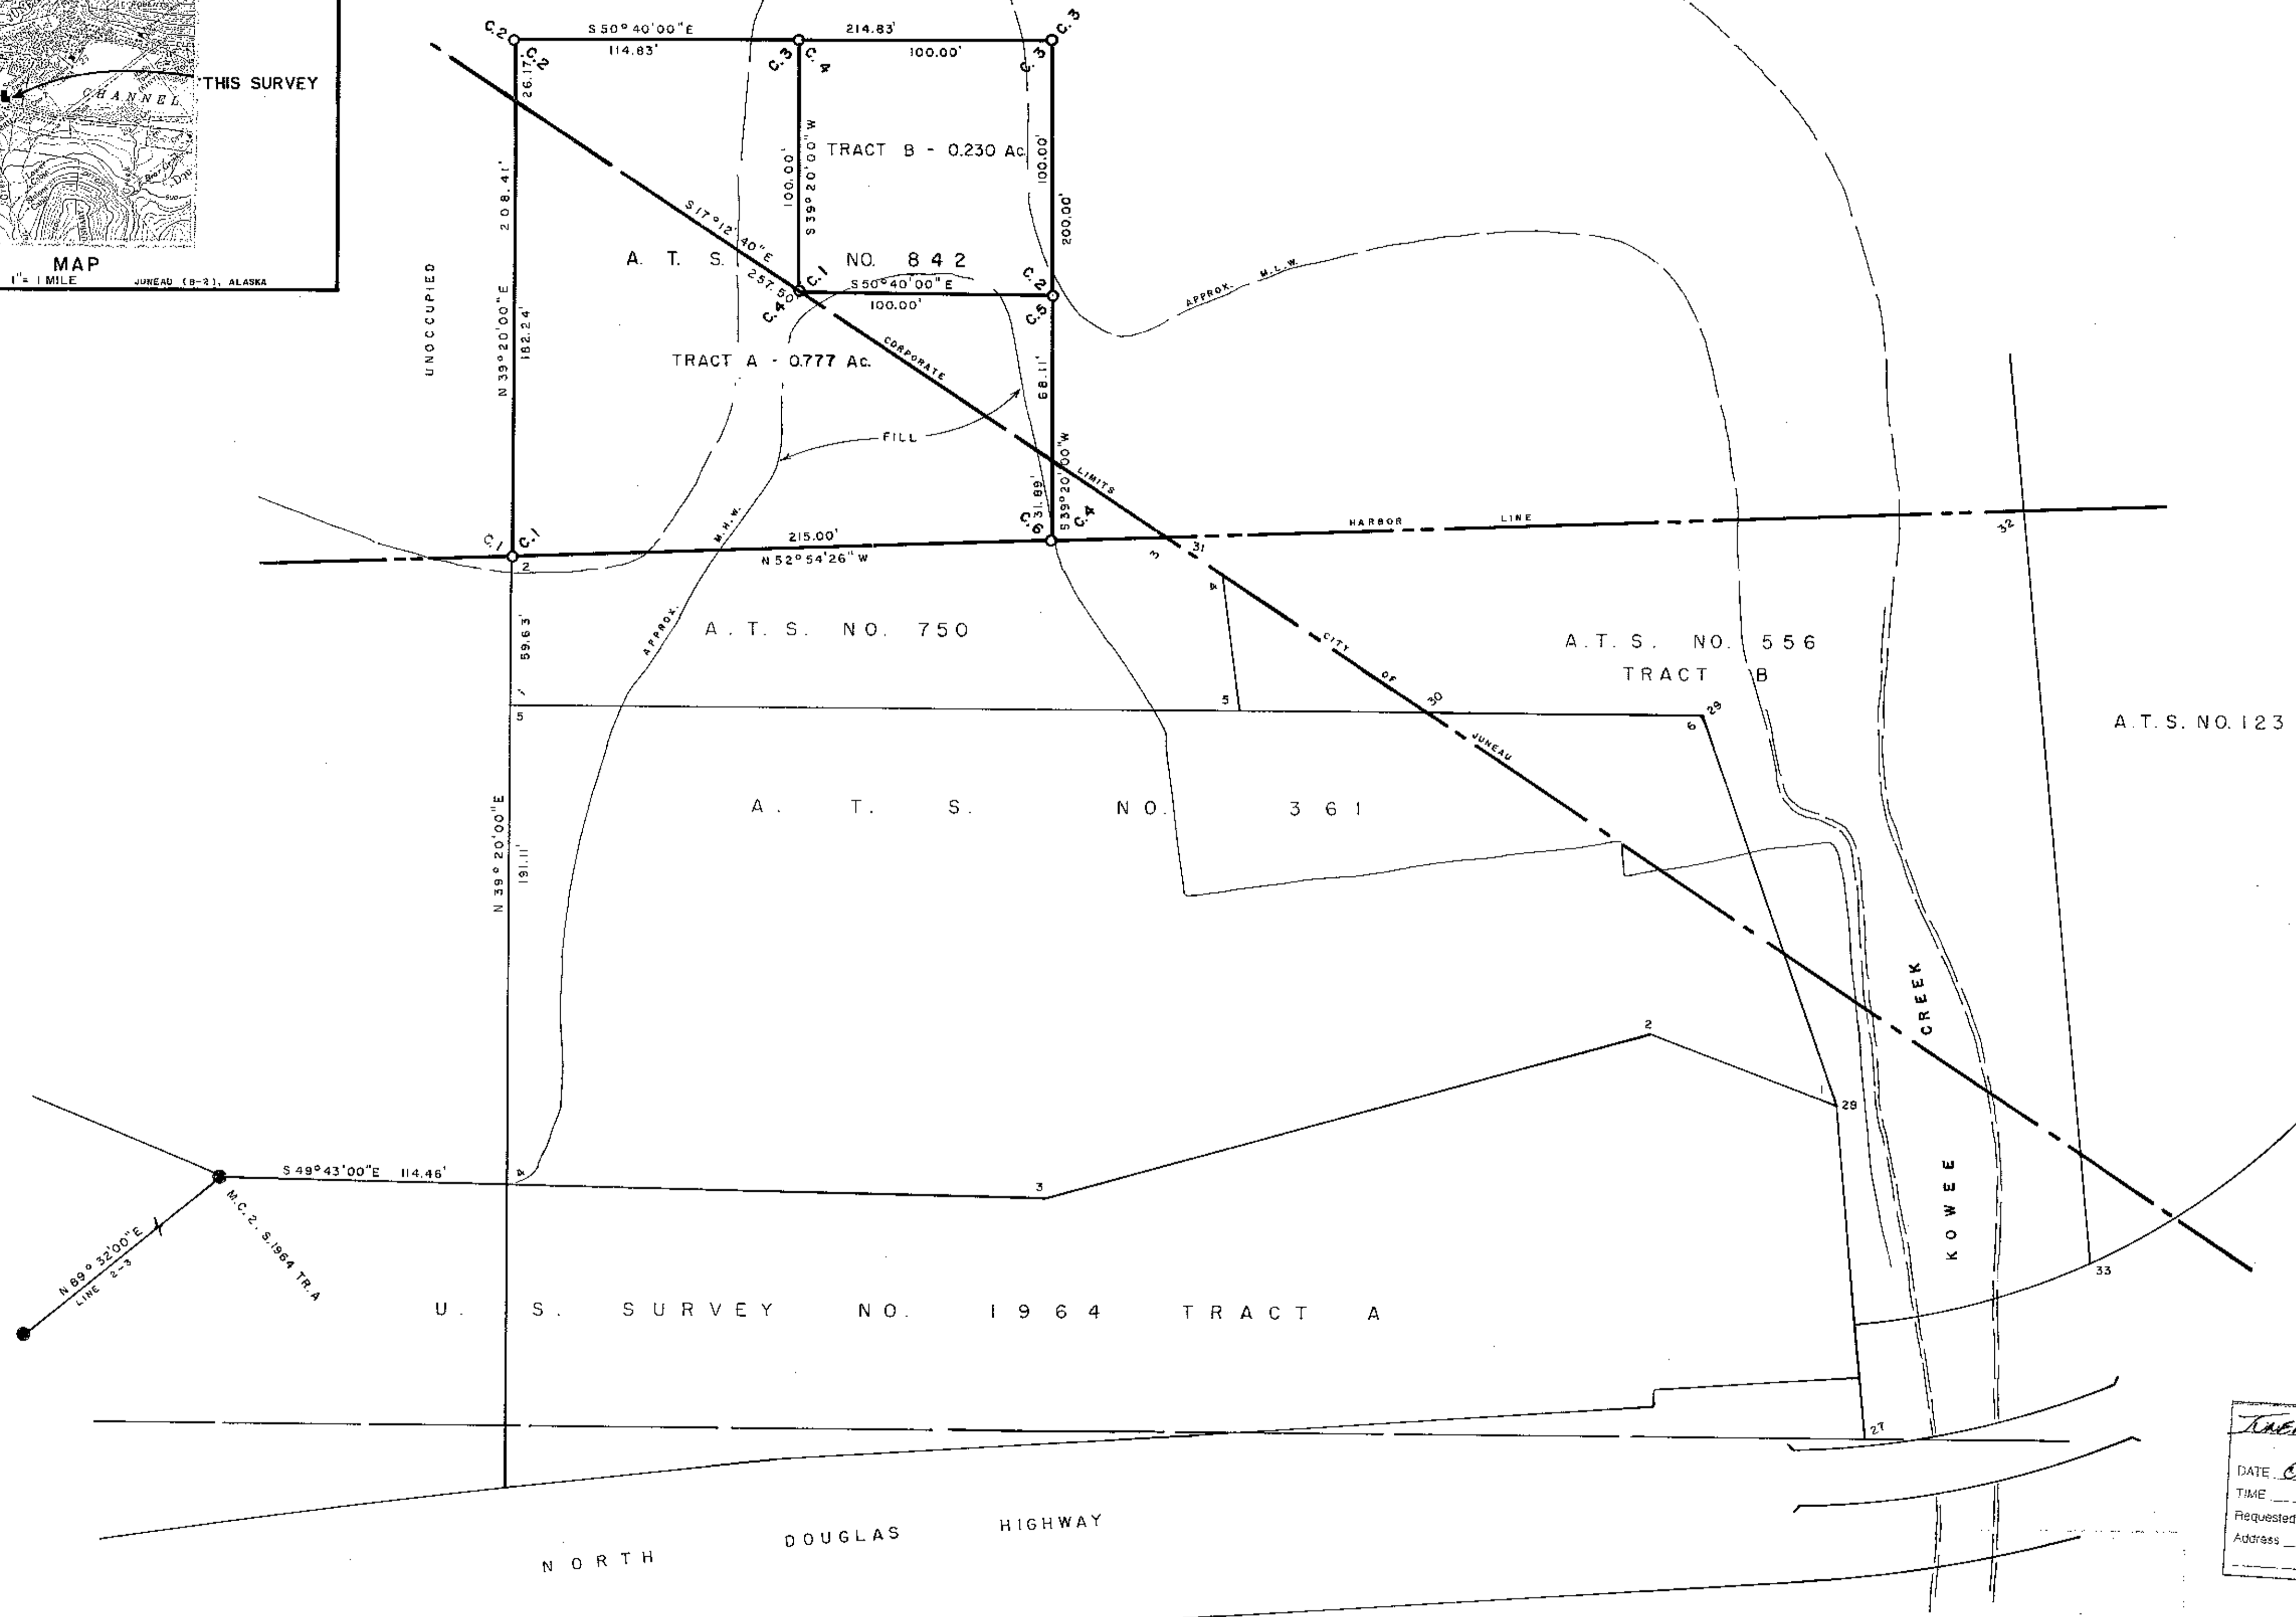 THIS SURVEY
CHANNEL
MAP
1" = 1 MILE
JUNEAU (B-2), ALASKA
C.2
C.2
S 50° 40' 00" E
114.83'
214.83'
100.00'
C.3
C.4
C.3
C.3
26.17'
208.41'
N 39° 20' 00" E
182.24'
UNOCCUPIED
100.00'
S 39° 20' 00" W
TRACT B - 0.230 Ac.
100.00'
200.00'
S 17° 12' 40" E
257.50'
A. T. S. NO. 842
C.1
C.4
S 50° 40' 00" E
100.00'
C.2
C.5
APPROX. M.L.W.
TRACT A - 0.777 Ac.
CORPORATE LIMITS
68.11'
FILL
31.89'
S 39° 20' 00" W
C.6
C.4
C.1
C.1
2
215.00'
N 52° 54' 26" W
3
31
HARBOR LINE
32
4
APPROX. M.H.W.
59.63'
A.T.S. NO. 750
CITY OF JUNEAU
A.T.S. NO. 556
TRACT B
A.T.S. NO. 123
1
5
5
30
6
29
N 39° 20' 00" E
191.11'
A. T. S. NO. 361
CREEK
KOWEE
2
1
28
S 49° 43' 00" E 114.46'
4
3
M.C. 2, S. 1964 TR. A
N 89° 32' 00" E
LINE 2-3
33
U. S. SURVEY NO. 1964 TRACT A
27
NORTH DOUGLAS HIGHWAY
DATE
TIME
Requested
Address